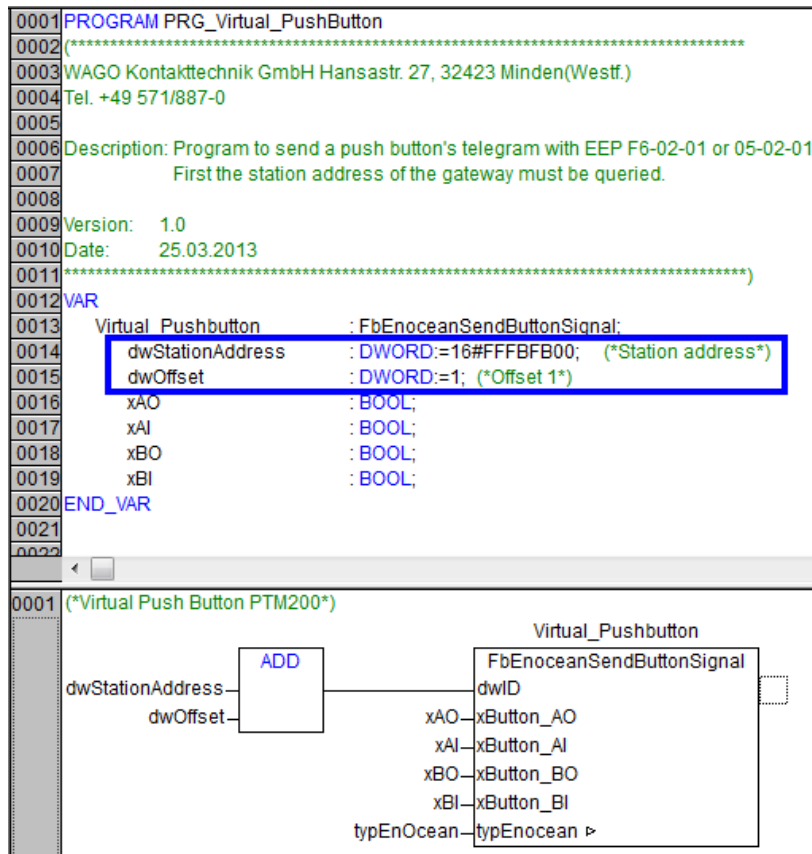 0001 PROGRAM PRG_Virtual_PushButton
0002 (***********************************************************************************
0003 WAGO Kontakttechnik GmbH Hansastr. 27, 32423 Minden(Westf.)
0004 Tel. +49 571/887-0
0005
0006 Description: Program to send a push button's telegram with EEP F6-02-01 or 05-02-01
0007 First the station address of the gateway must be queried.
0008
0009 Version: 1.0
0010 Date: 25.03.2013
0011 ************************************************************************************)
0012 VAR
0013 Virtual_Pushbutton : FbEnoceanSendButtonSignal;
0014 dwStationAddress : DWORD:=16#FFFBFB00; (*Station address*)
0015 dwOffset : DWORD:=1; (*Offset 1*)
0016 xAO : BOOL;
0017 xAI : BOOL;
0018 xBO : BOOL;
0019 xBI : BOOL;
0020 END_VAR
0021
0022
0001 (*Virtual Push Button PTM200*)
Virtual_Pushbutton
ADD FbEnoceanSendButtonSignal
dwStationAddress dwID
dwOffset xAO xButton_AO
xAI xButton_AI
xBO xButton_BO
xBI xButton_BI
typEnOcean typEnocean